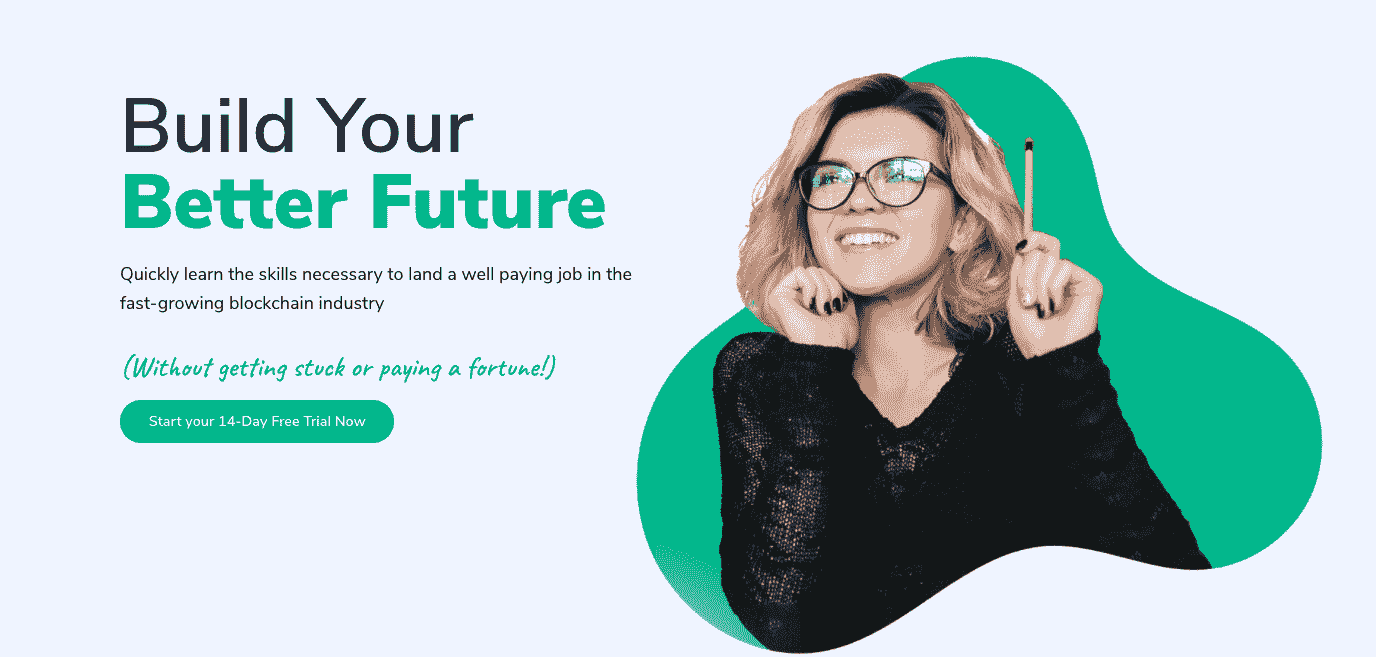 Build Your
Better Future
Quickly learn the skills necessary to land a well paying job in the
fast-growing blockchain industry
(Without getting stuck or paying a fortune!)
Start your 14-Day Free Trial Now